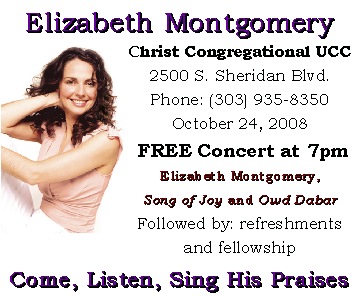 Elizabeth Montgomery
Christ Congregational UCC
2500 S. Sheridan Blvd.
Phone: (303) 935-8350
October 24, 2008
FREE Concert at 7pm
Elizabeth Montgomery,
Song of Joy and Owd Dabar
Followed by: refreshments
and fellowship
Come, Listen, Sing His Praises